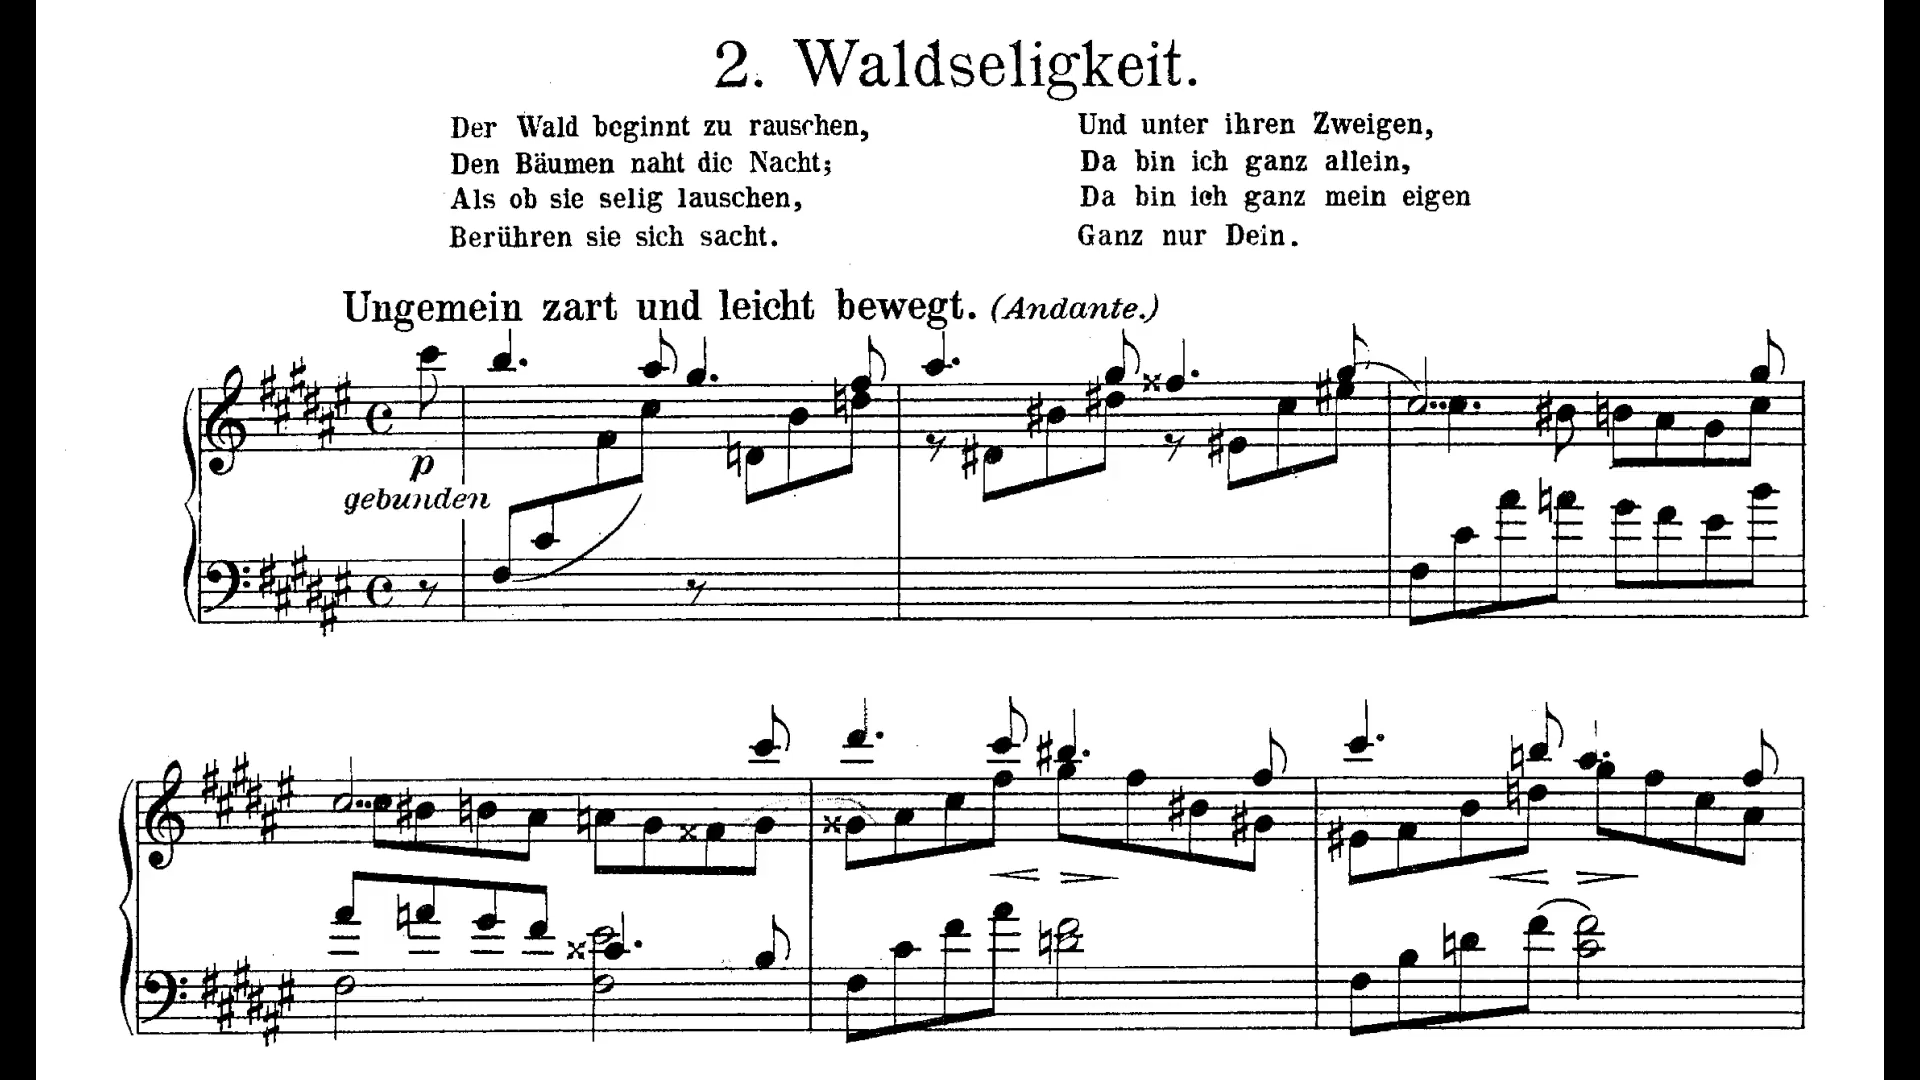 2. Waldseligkeit.
Der Wald beginnt zu rauschen,
Den Bäumen naht die Nacht;
Als ob sie selig lauschen,
Berühren sie sich sacht.
Und unter ihren Zweigen,
Da bin ich ganz allein,
Da bin ich ganz mein eigen
Ganz nur Dein.
Ungemein zart und leicht bewegt. (Andante.)
p
gebunden